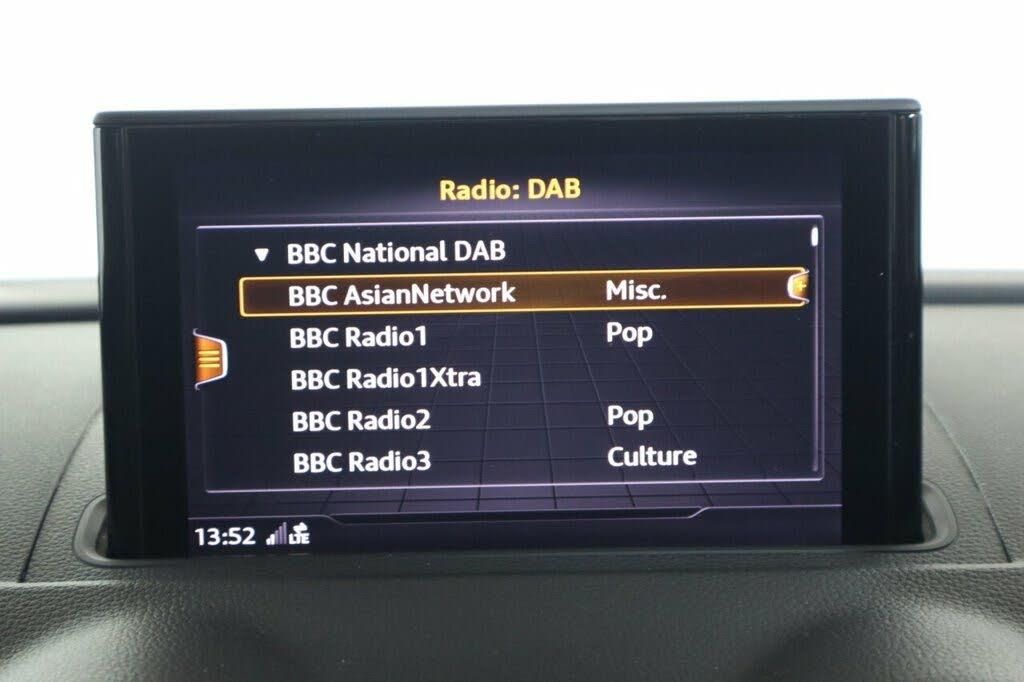 Radio: DAB
BBC National DAB
BBC AsianNetwork Misc.
BBC Radio1 Pop
BBC Radio1Xtra
BBC Radio2 Pop
BBC Radio3 Culture
13:52 LTE